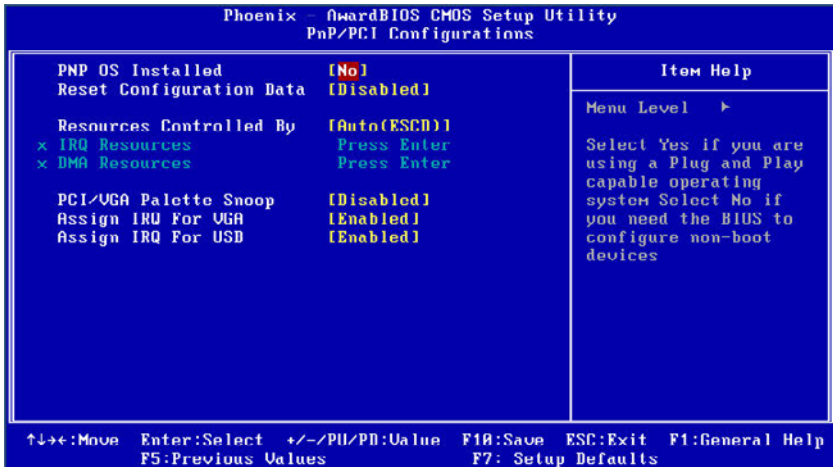 Phoenix - AwardBIOS CMOS Setup Utility
PnP/PCI Configurations
PNP OS Installed [No]
Reset Configuration Data [Disabled]
Resources Controlled By [Auto(ESCD)]
x IRQ Resources Press Enter
x DMA Resources Press Enter
PCI/VGA Palette Snoop [Disabled]
Assign IRQ For VGA [Enabled]
Assign IRQ For USB [Enabled]
Item Help
Menu Level ►
Select Yes if you are
using a Plug and Play
capable operating
system Select No if
you need the BIOS to
configure non-boot
devices
↑↓→←:Move Enter:Select +/-/PU/PD:Value F10:Save ESC:Exit F1:General Help
F5:Previous Values F7: Setup Defaults